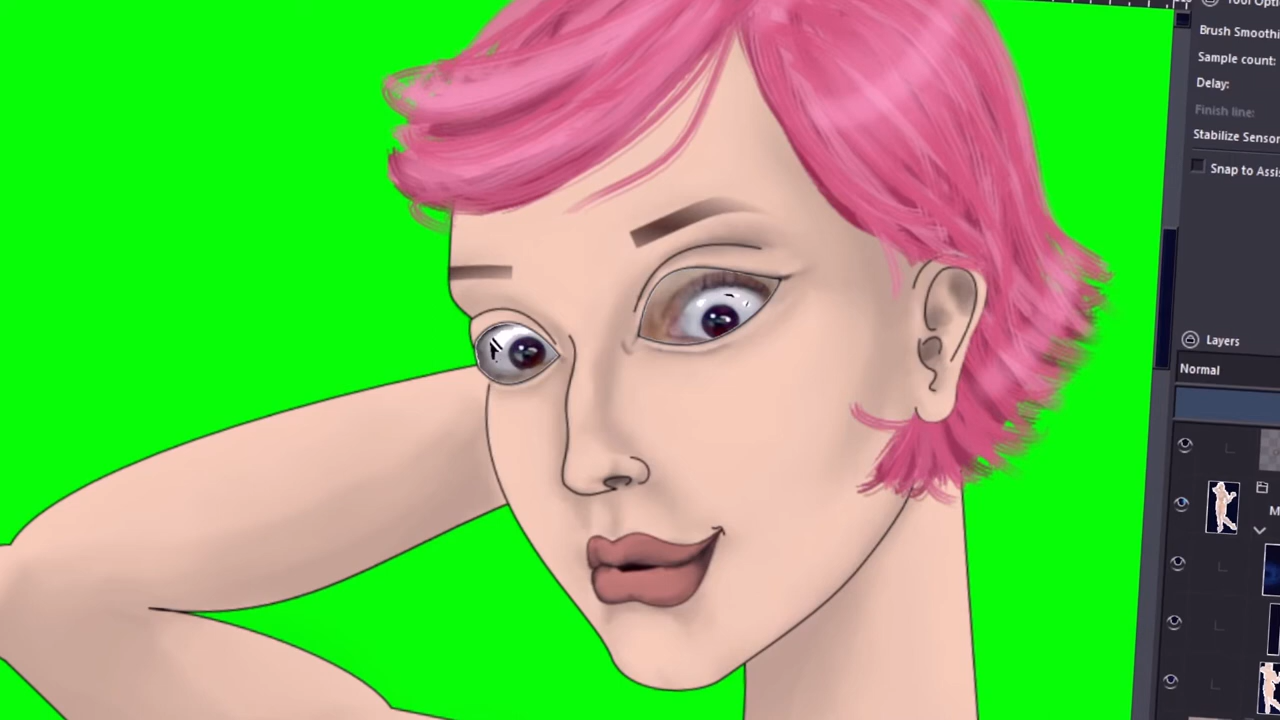 Brush Smoothi
Sample count:
Delay:
Finish line:
Stabilize Sensor
Snap to Assis
Layers
Normal
M